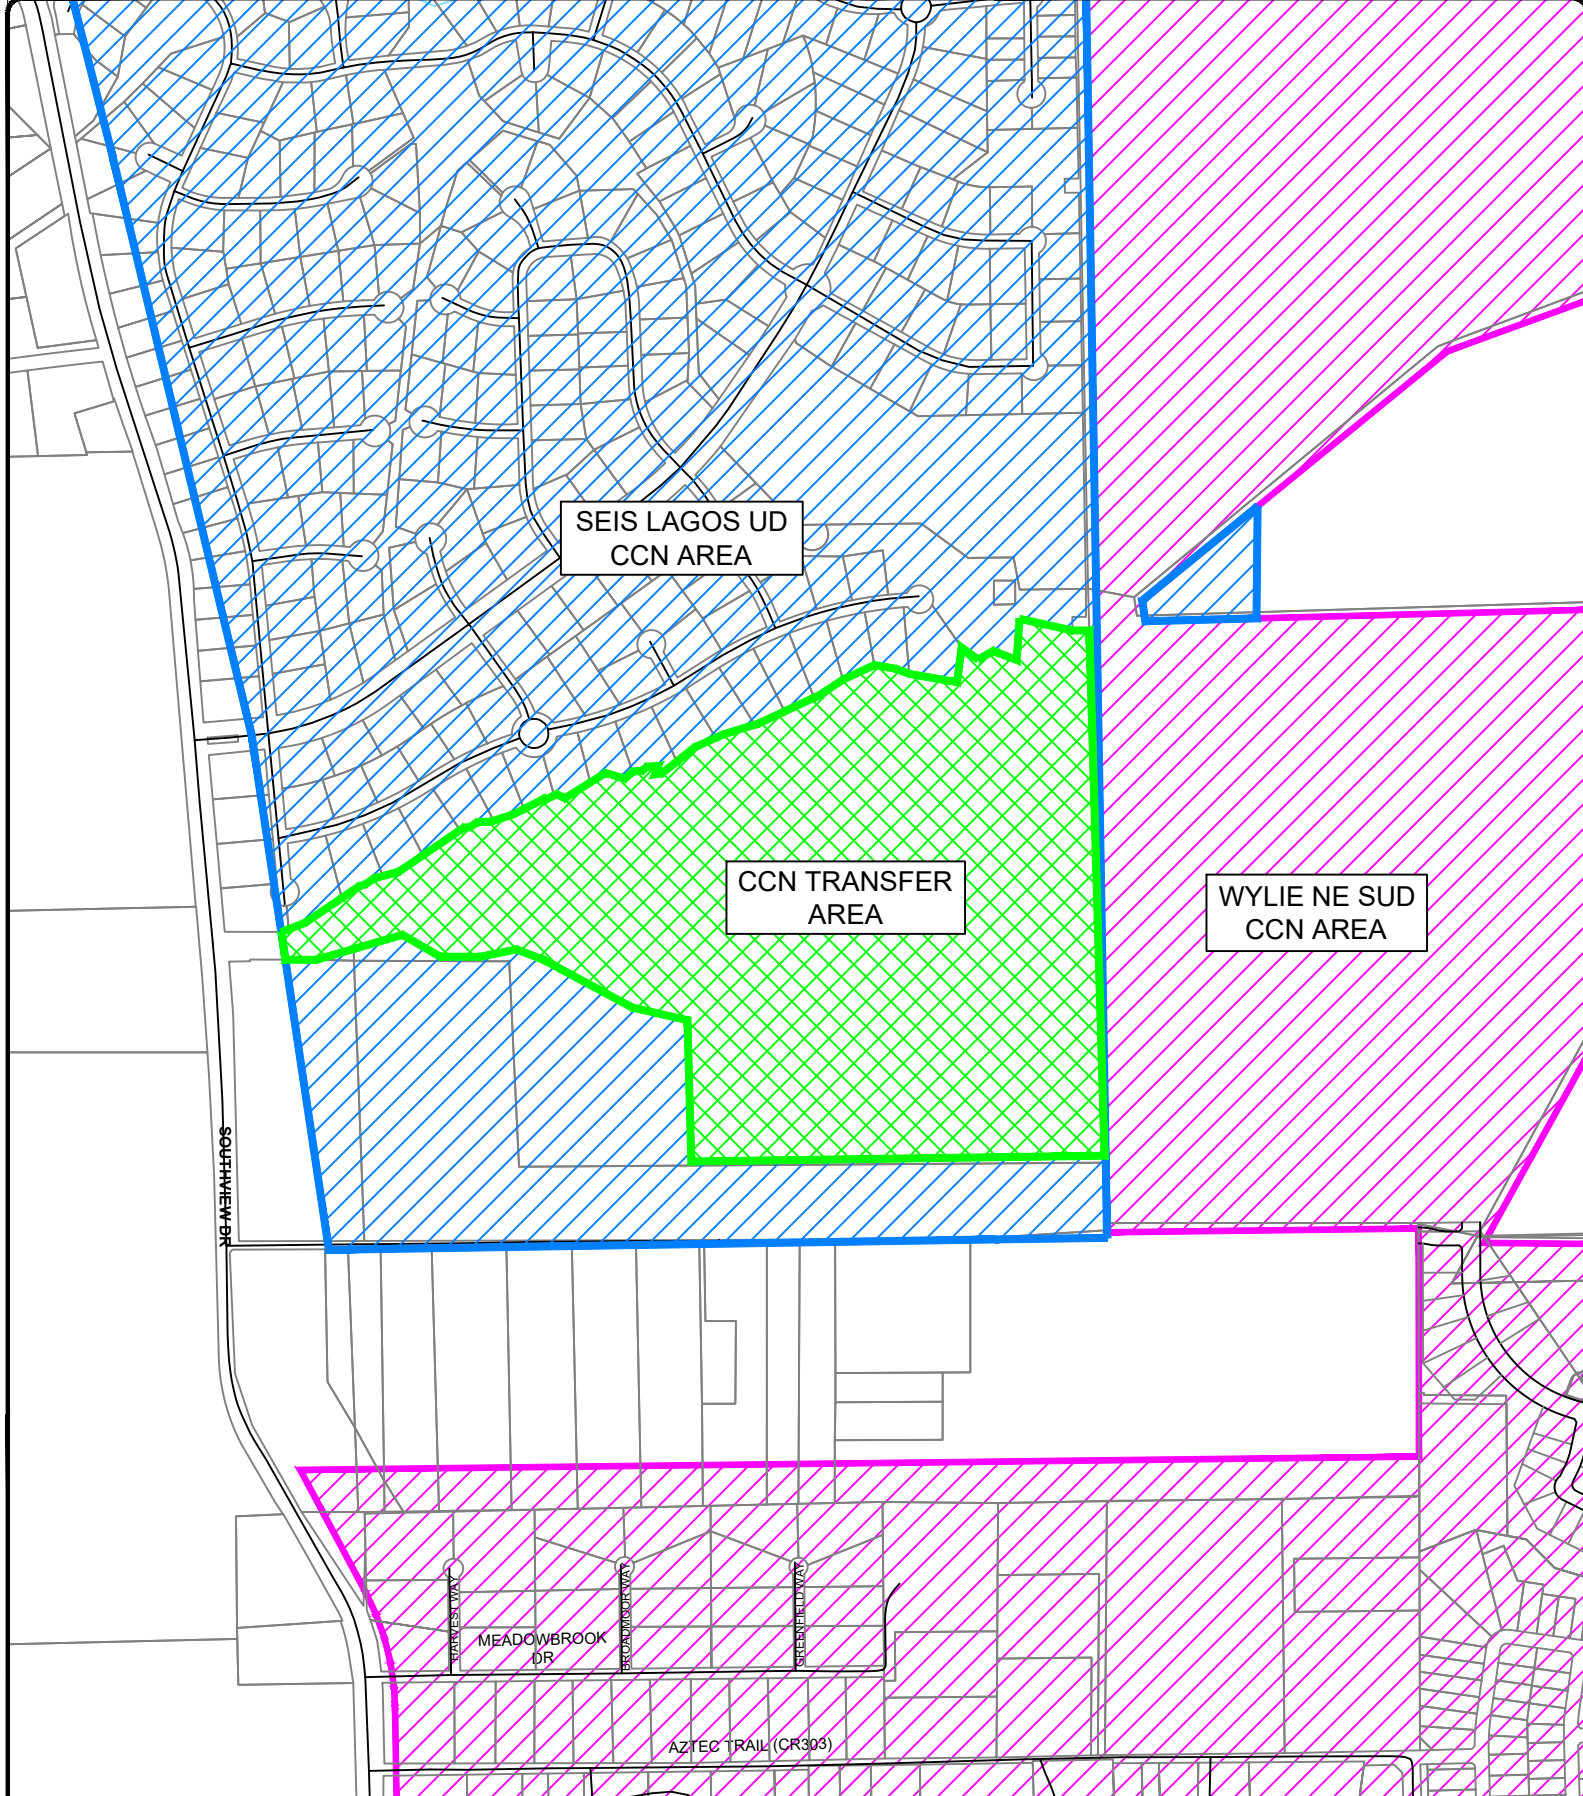 SEIS LAGOS UD
CCN AREA
CCN TRANSFER
AREA
WYLIE NE SUD
CCN AREA
SOUTHVIEW DR
HARVEST WAY
BROADMOOR WAY
GREENFIELD WAY
MEADOWBROOK
DR
AZTEC TRAIL (CR303)